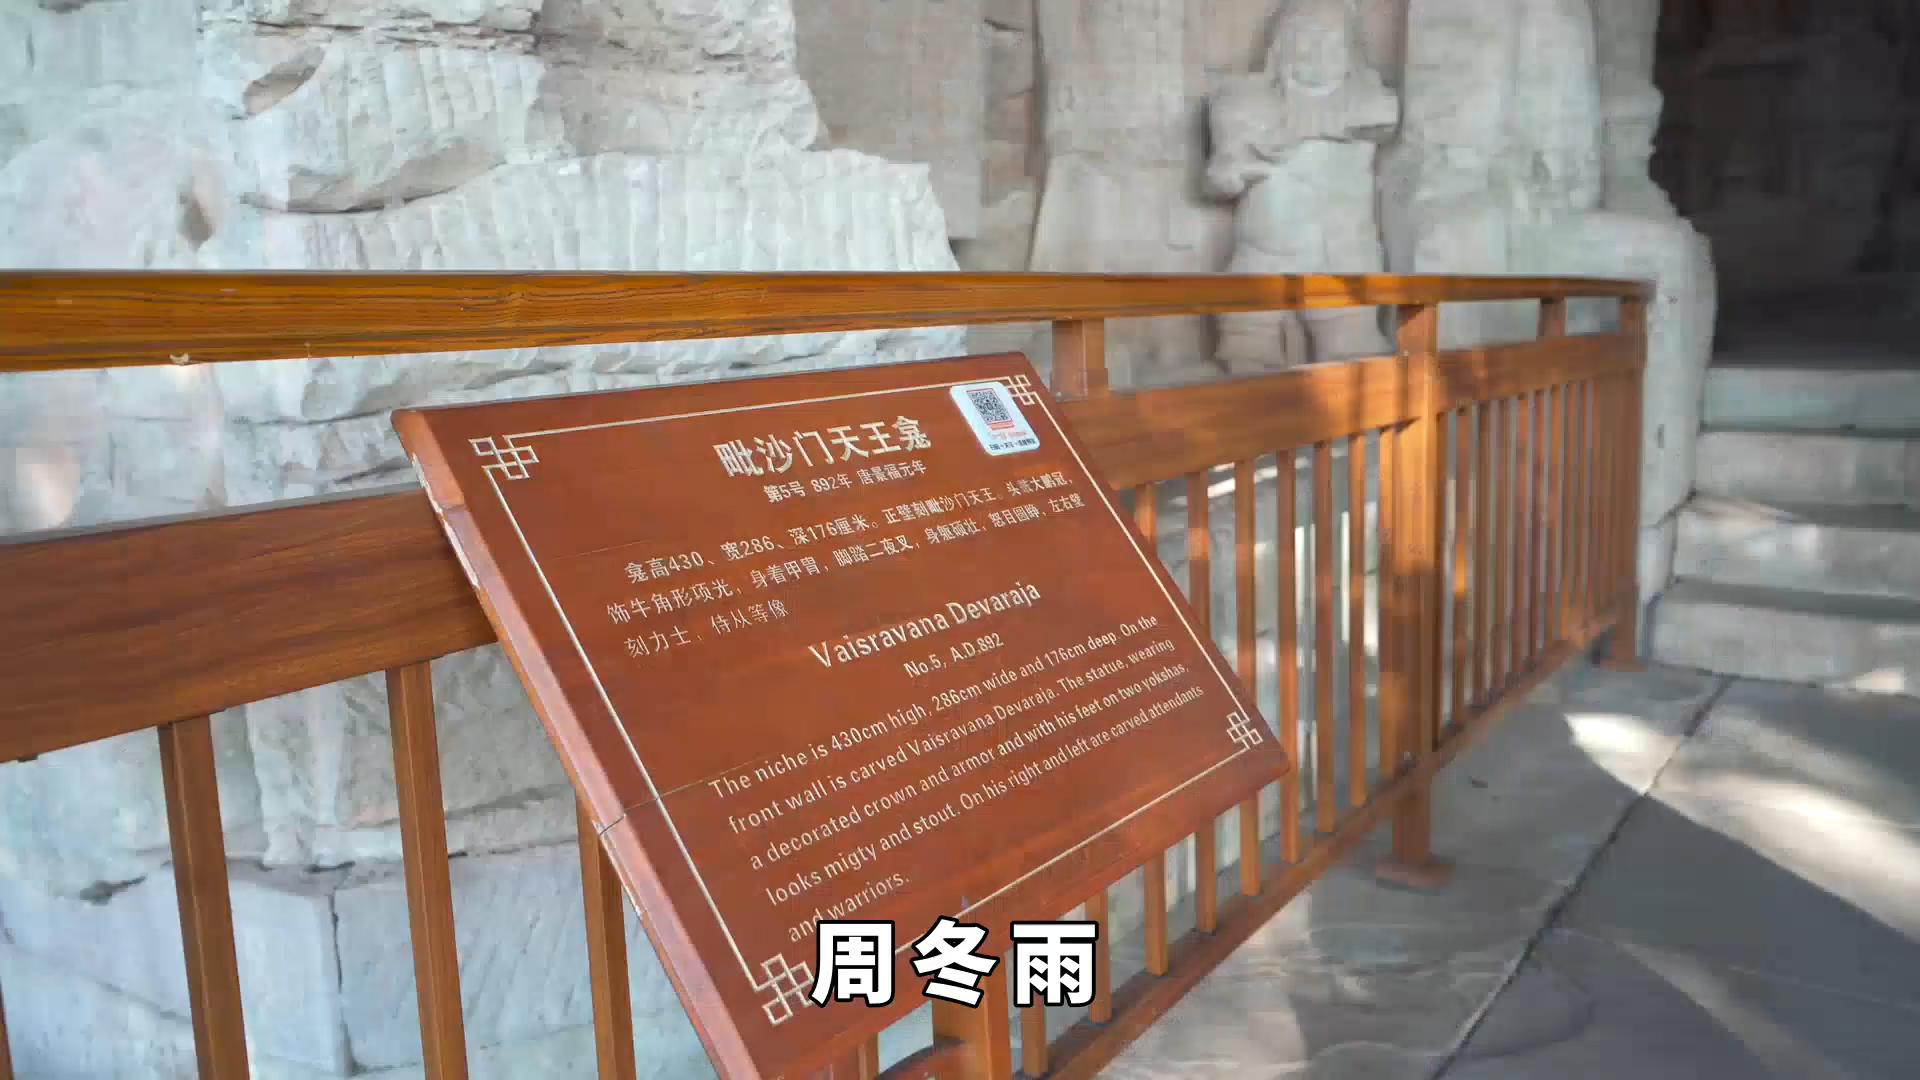 毗沙门天王龛
第5号 892年 唐景福元年
龛高430、宽286、深176厘米。正壁刻毗沙门天王。头戴大鹏冠，
饰牛角形项光，身着甲胄，脚踏二夜叉，身躯硕壮，怒目圆睁，左右壁
刻力士、侍从等像
Vaisravana Devaraja
No.5, A.D.892
The niche is 430cm high, 286cm wide and 176cm deep. On the
front wall is carved Vaisravana Devaraja. The statue, wearing
a decorated crown and armor and with his feet on two yokshas,
looks migty and stout. On his right and left are carved attendants
and warriors.
周冬雨